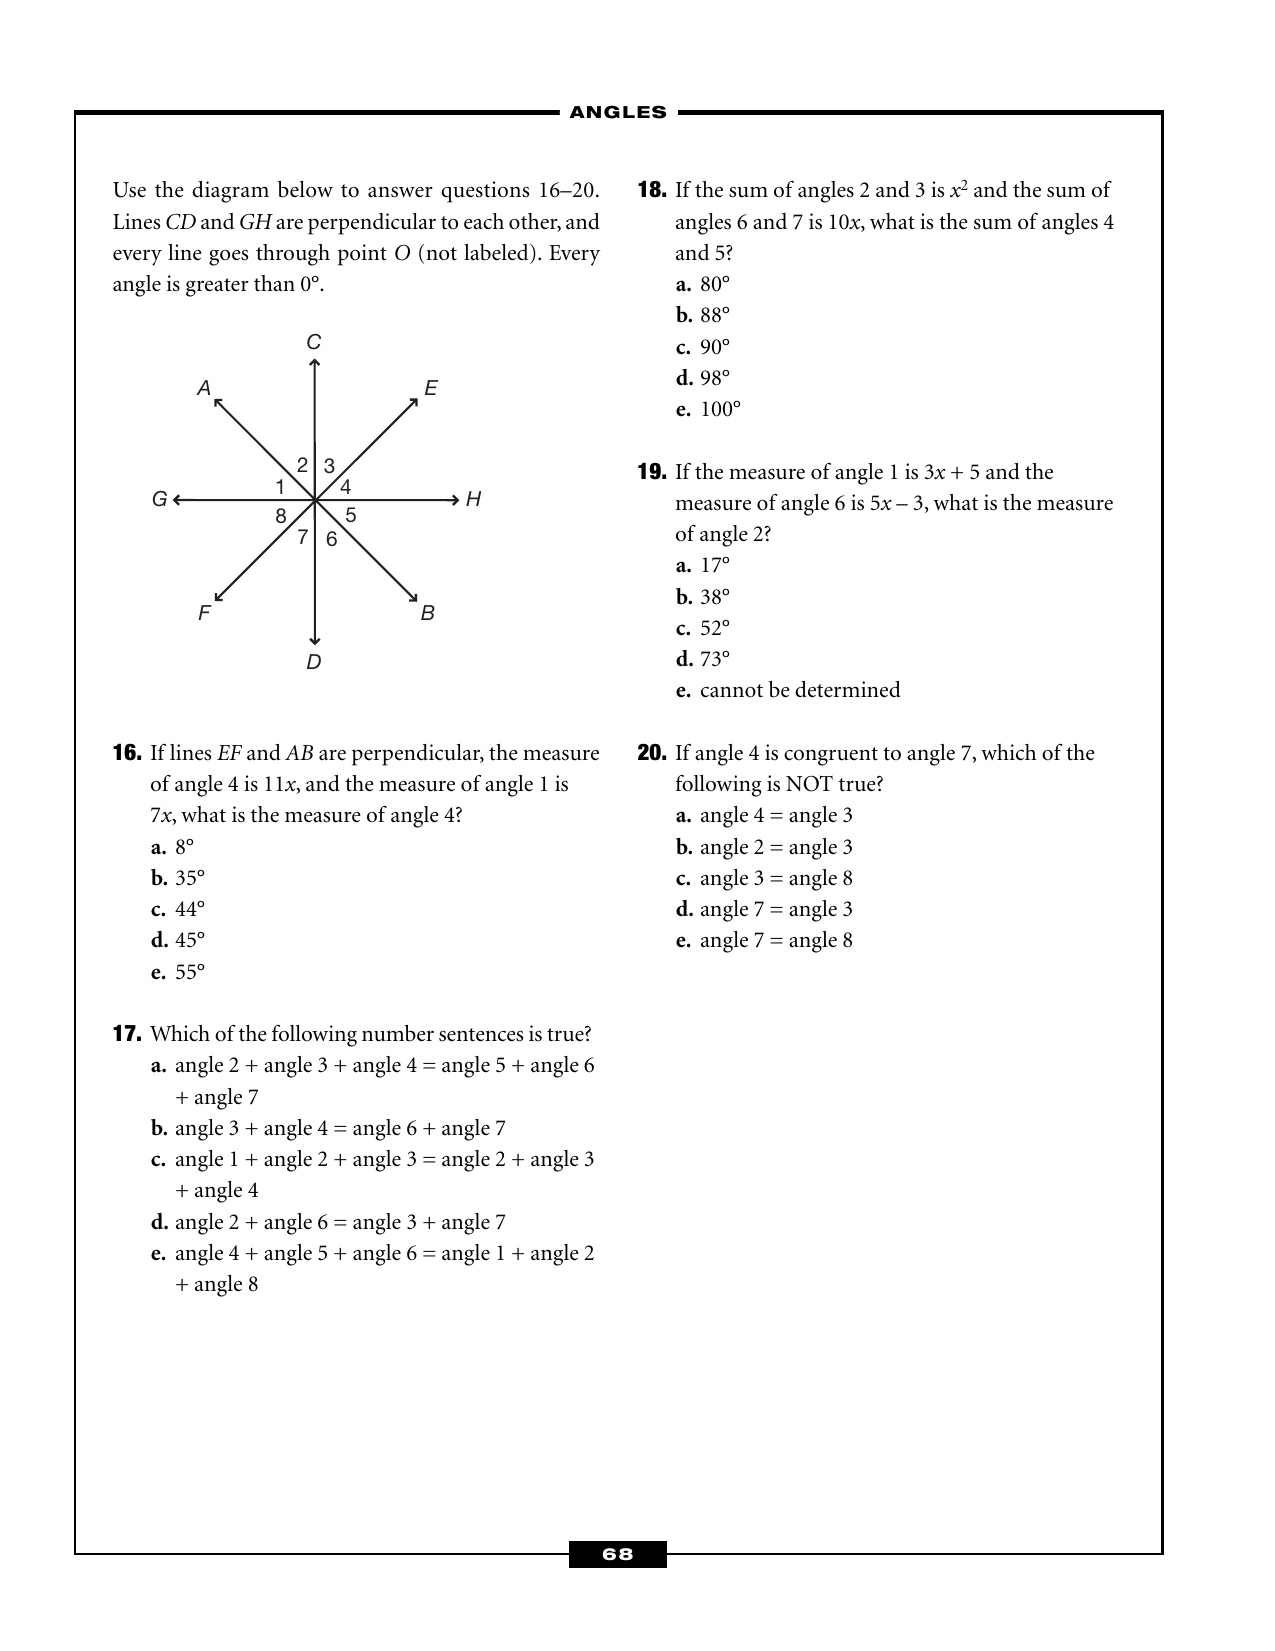 ANGLES
Use the diagram below to answer questions 16–20.
Lines CD and GH are perpendicular to each other, and
every line goes through point O (not labeled). Every
angle is greater than 0°.
C
A
E
2 3
1 4
G
H
8 5
7 6
F
B
D
16. If lines EF and AB are perpendicular, the measure
of angle 4 is 11x, and the measure of angle 1 is
7x, what is the measure of angle 4?
a. 8°
b. 35°
c. 44°
d. 45°
e. 55°
17. Which of the following number sentences is true?
a. angle 2 + angle 3 + angle 4 = angle 5 + angle 6
+ angle 7
b. angle 3 + angle 4 = angle 6 + angle 7
c. angle 1 + angle 2 + angle 3 = angle 2 + angle 3
+ angle 4
d. angle 2 + angle 6 = angle 3 + angle 7
e. angle 4 + angle 5 + angle 6 = angle 1 + angle 2
+ angle 8
18. If the sum of angles 2 and 3 is x² and the sum of
angles 6 and 7 is 10x, what is the sum of angles 4
and 5?
a. 80°
b. 88°
c. 90°
d. 98°
e. 100°
19. If the measure of angle 1 is 3x + 5 and the
measure of angle 6 is 5x – 3, what is the measure
of angle 2?
a. 17°
b. 38°
c. 52°
d. 73°
e. cannot be determined
20. If angle 4 is congruent to angle 7, which of the
following is NOT true?
a. angle 4 = angle 3
b. angle 2 = angle 3
c. angle 3 = angle 8
d. angle 7 = angle 3
e. angle 7 = angle 8
68